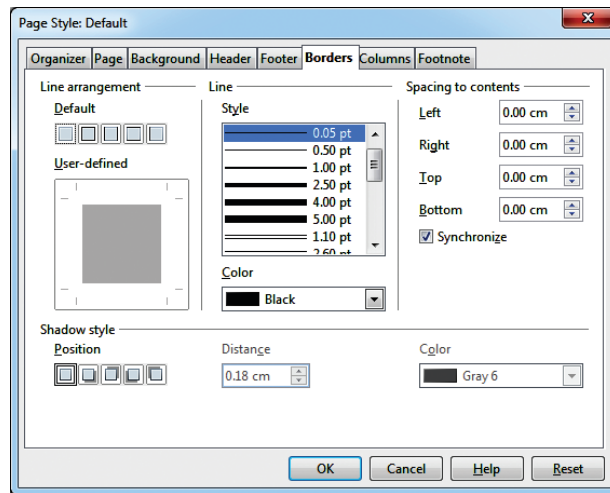 Page Style: Default
Organizer Page Background Header Footer Borders Columns Footnote
Line arrangement
Default
User-defined
Line
Style
0.05 pt
0.50 pt
1.00 pt
2.50 pt
4.00 pt
5.00 pt
1.10 pt
2.60 pt
Color
Black
Spacing to contents
Left 0.00 cm
Right 0.00 cm
Top 0.00 cm
Bottom 0.00 cm
Synchronize
Shadow style
Position
Distance
0.18 cm
Color
Gray 6
OK Cancel Help Reset